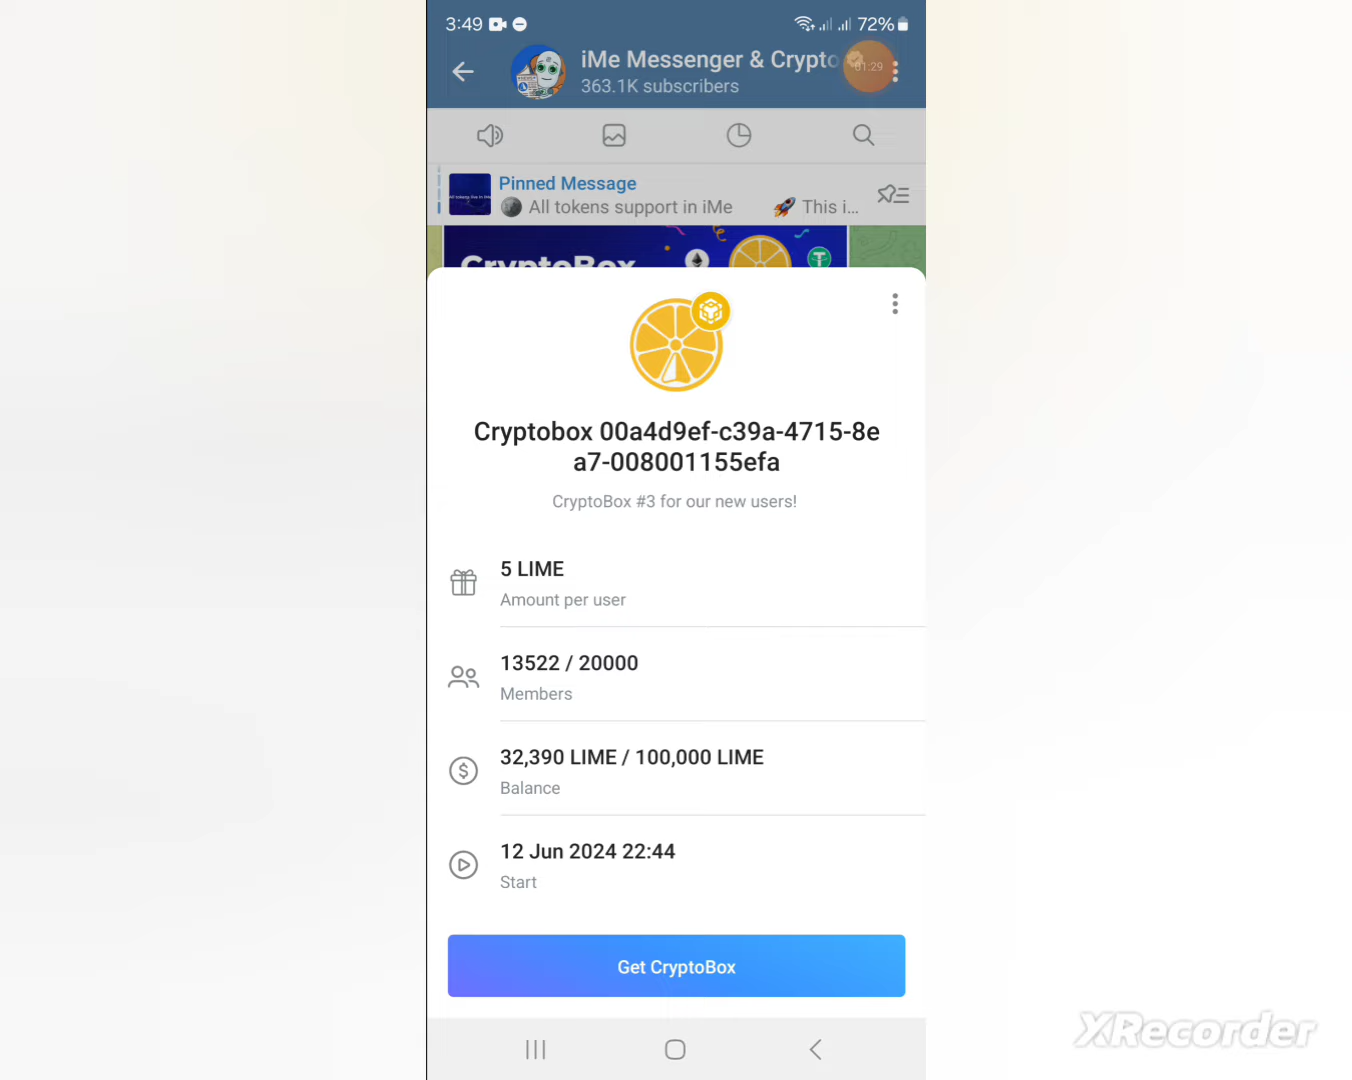 3:49
72%
iMe Messenger & Crypto
01:29
363.1K subscribers
Pinned Message
All tokens support in iMe 🚀 This i...
CryptoBox
Cryptobox 00a4d9ef-c39a-4715-8e
a7-008001155efa
CryptoBox #3 for our new users!
5 LIME
Amount per user
13522 / 20000
Members
32,390 LIME / 100,000 LIME
Balance
12 Jun 2024 22:44
Start
Get CryptoBox
XRecorder